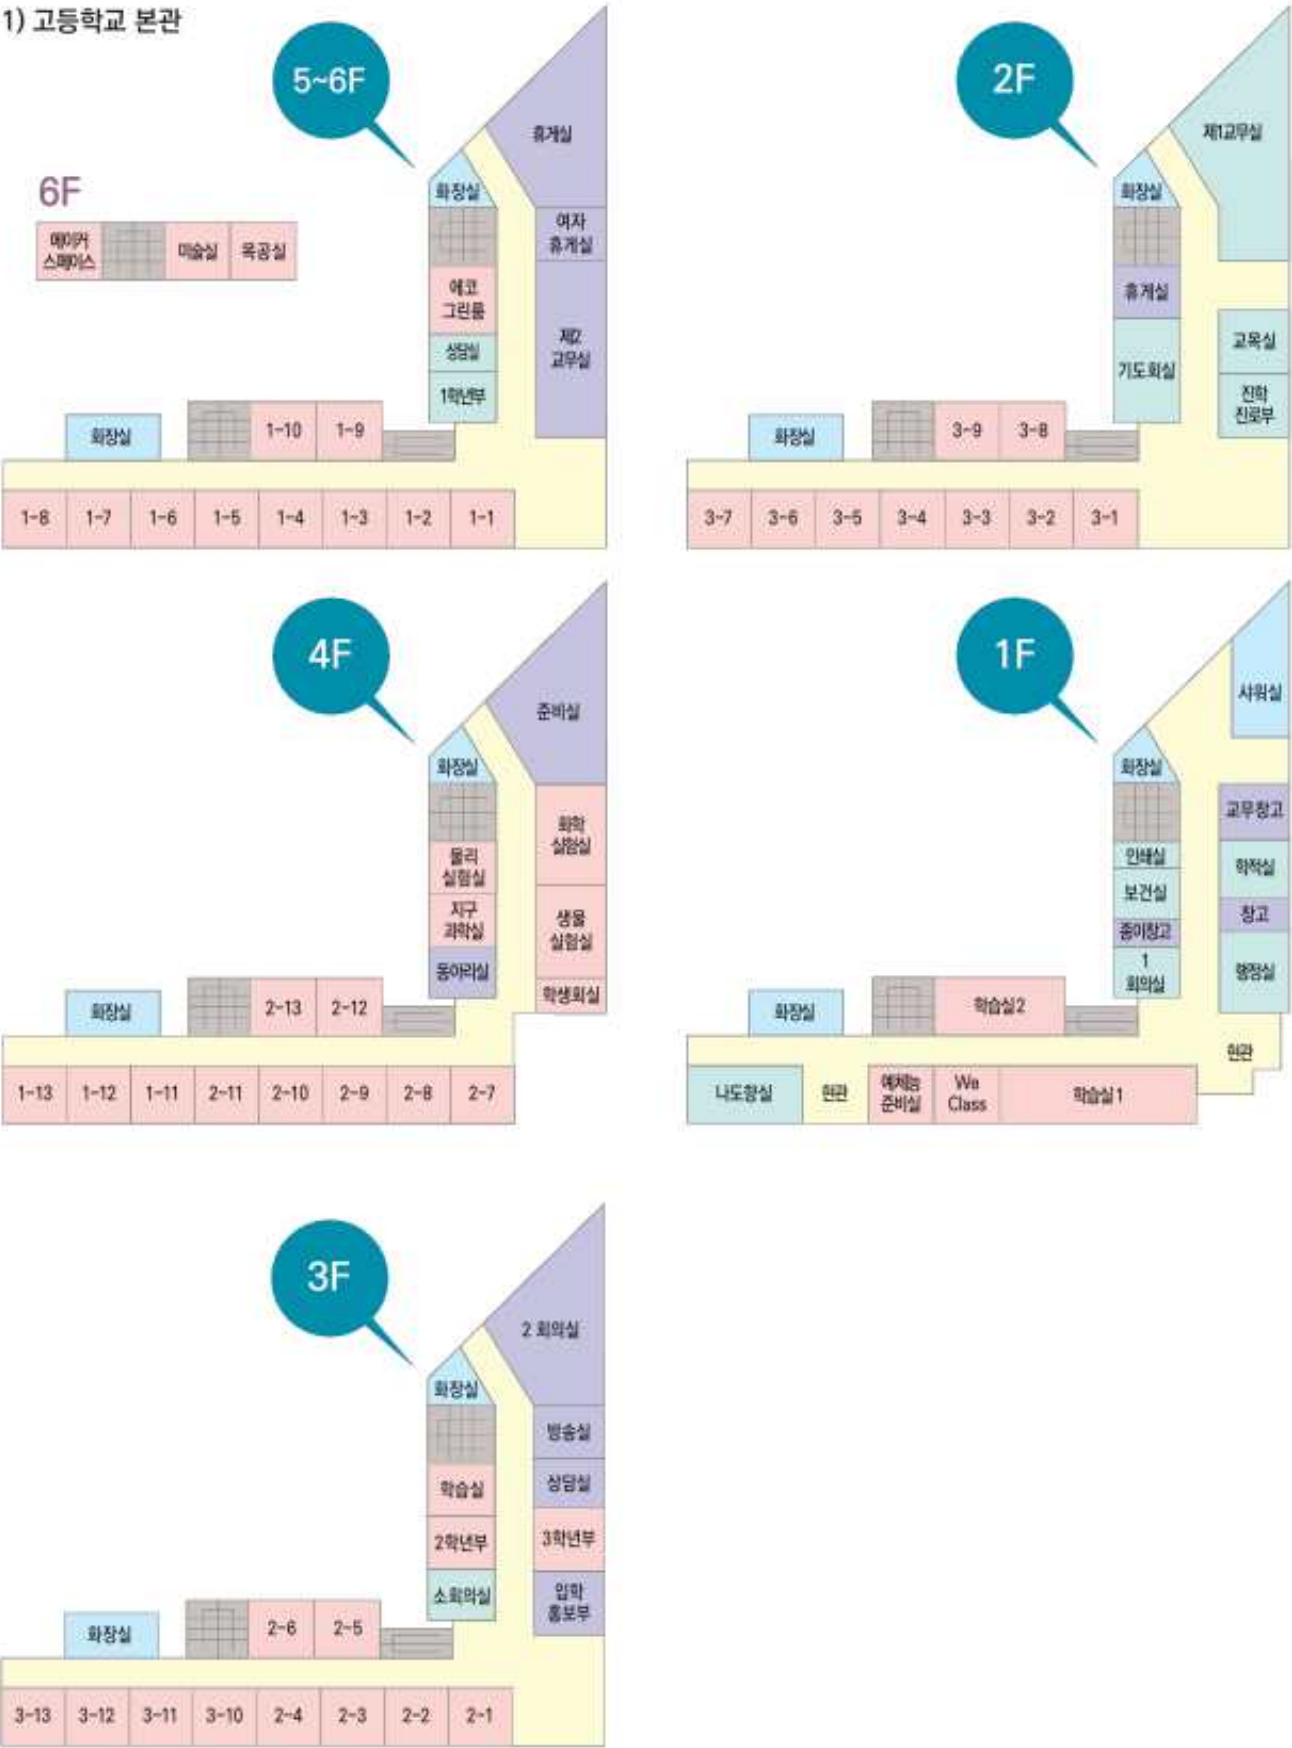 1) 고등학교 본관
5~6F
휴게실
화장실
여자
휴게실
6F
메이커
스페이스
미술실
목공실
에코
그린룸
제2
교무실
상담실
1학년부
화장실
1-10
1-9
1-8
1-7
1-6
1-5
1-4
1-3
1-2
1-1
2F
제1교무실
화장실
휴게실
기도회실
교목실
진학
진로부
화장실
3-9
3-8
3-7
3-6
3-5
3-4
3-3
3-2
3-1
4F
준비실
화장실
화학
실험실
물리
실험실
지구
과학실
생물
실험실
동아리실
학생회실
화장실
2-13
2-12
1-13
1-12
1-11
2-11
2-10
2-9
2-8
2-7
1F
샤워실
화장실
교무창고
인쇄실
학적실
보건실
창고
종이창고
1
회의실
행정실
화장실
학습실2
현관
나도향실
현관
예체능
준비실
We
Class
학습실1
3F
2 회의실
화장실
방송실
학습실
상담실
2학년부
3학년부
소회의실
입학
홍보부
화장실
2-6
2-5
3-13
3-12
3-11
3-10
2-4
2-3
2-2
2-1